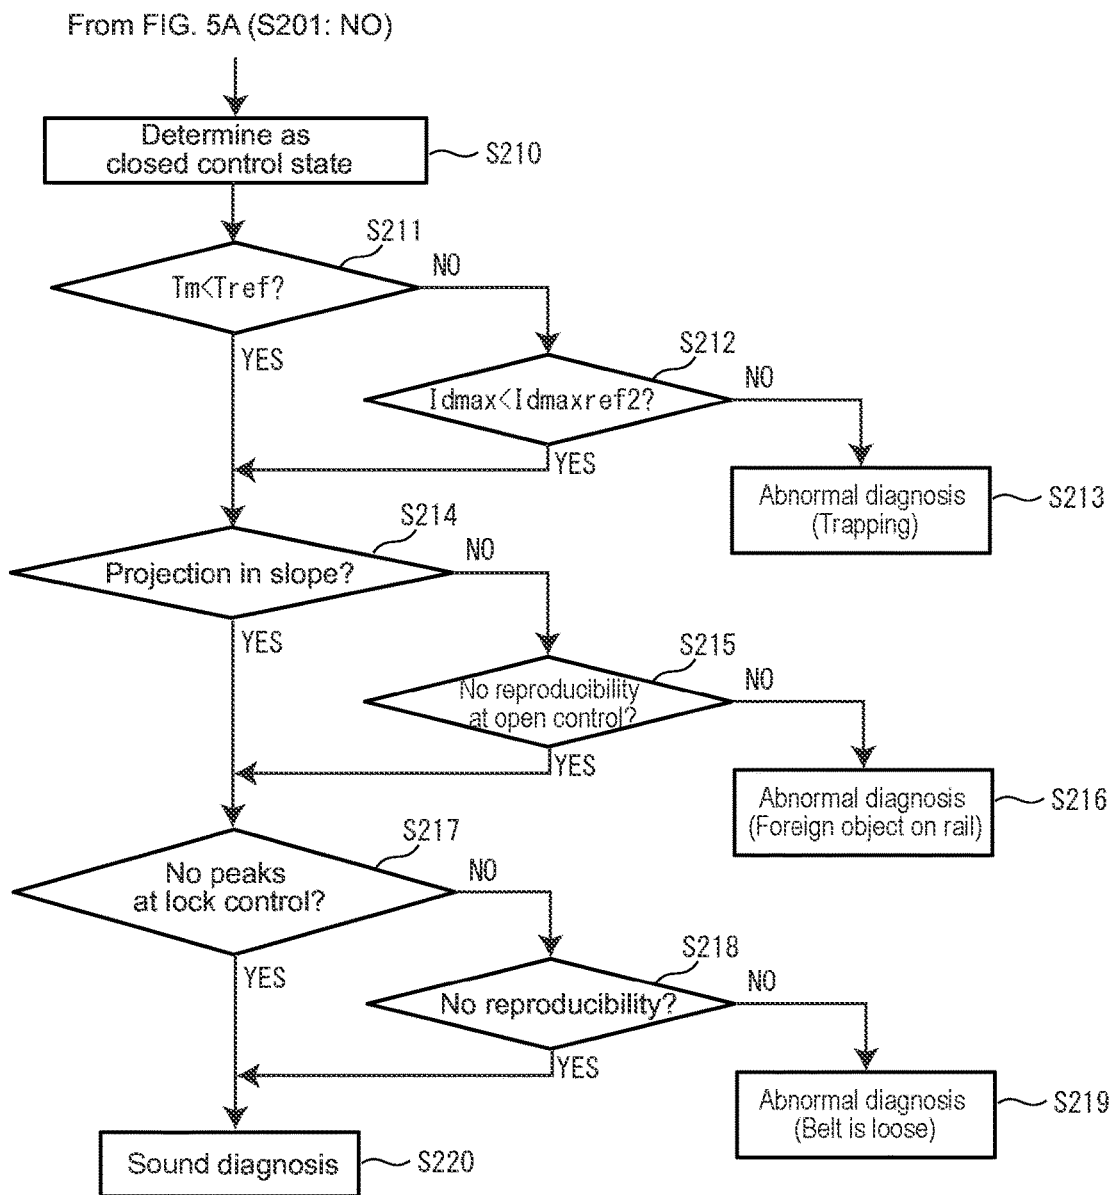 From FIG. 5A (S201: NO)
Determine as
closed control state
S210
S211
Tm<Tref?
NO
YES
S212
Idmax<Idmaxref2?
NO
YES
Abnormal diagnosis
(Trapping)
S213
S214
Projection in slope?
NO
YES
S215
No reproducibility
at open control?
NO
YES
Abnormal diagnosis
(Foreign object on rail)
S216
S217
No peaks
at lock control?
NO
YES
S218
No reproducibility?
NO
YES
Abnormal diagnosis
(Belt is loose)
S219
Sound diagnosis
S220